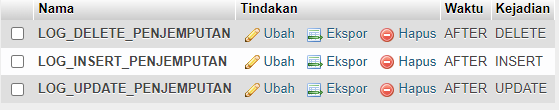 Nama Tindakan Waktu Kejadian
LOG_DELETE_PENJEMPUTAN Ubah Ekspor Hapus AFTER DELETE
LOG_INSERT_PENJEMPUTAN Ubah Ekspor Hapus AFTER INSERT
LOG_UPDATE_PENJEMPUTAN Ubah Ekspor Hapus AFTER UPDATE